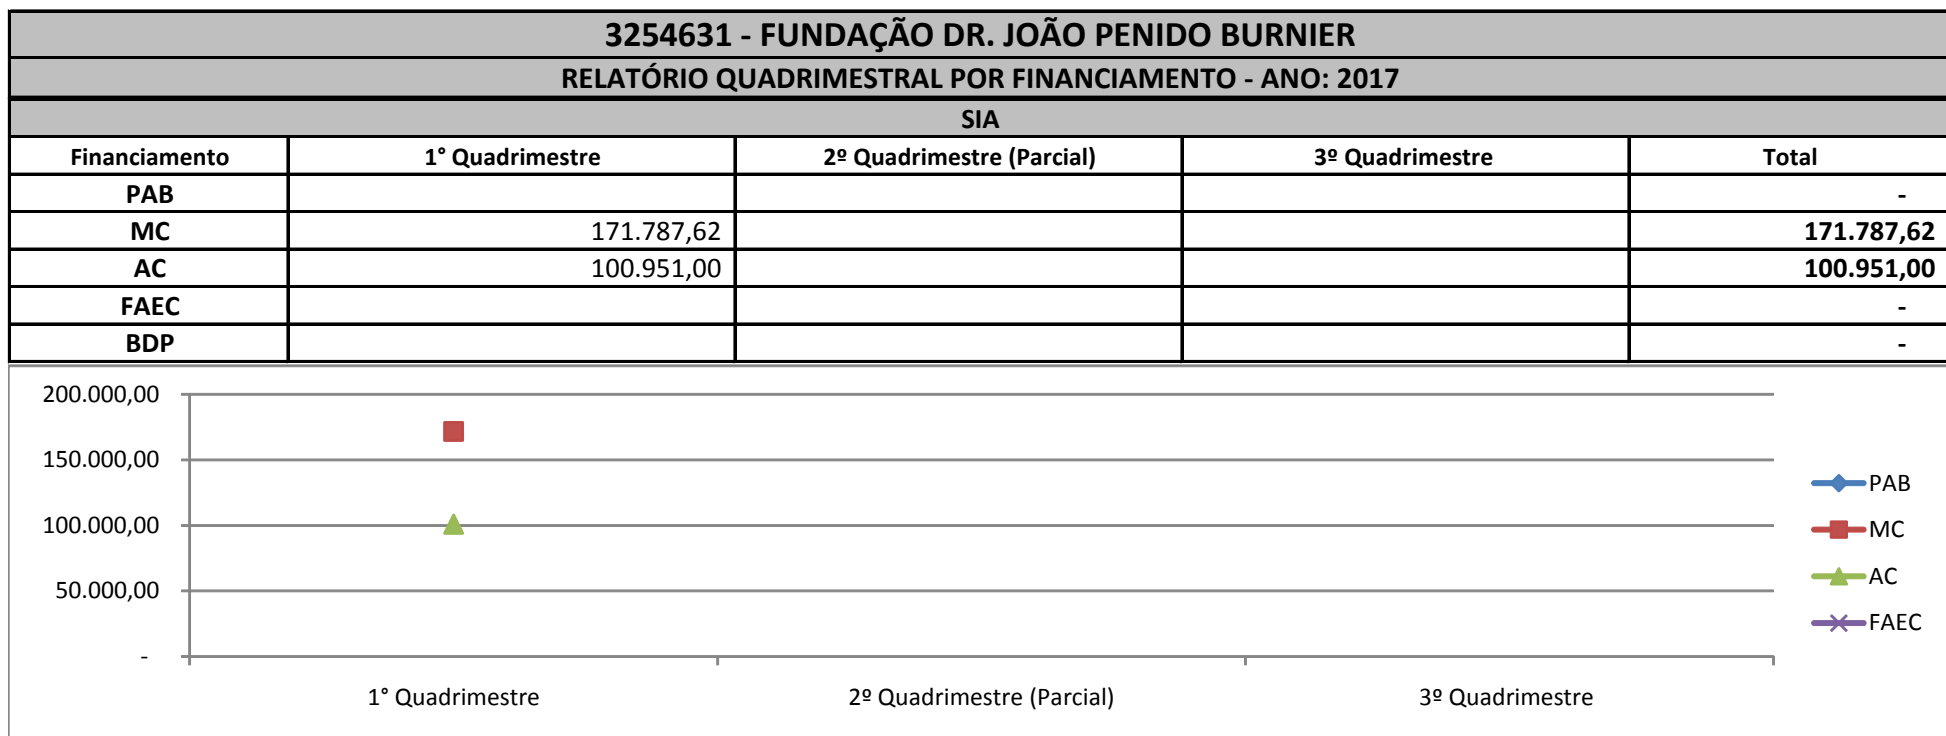 3254631 - FUNDAÇÃO DR. JOÃO PENIDO BURNIER
RELATÓRIO QUADRIMESTRAL POR FINANCIAMENTO - ANO: 2017
SIA
Financiamento 1° Quadrimestre 2º Quadrimestre (Parcial) 3º Quadrimestre Total
PAB -
MC 171.787,62 171.787,62
AC 100.951,00 100.951,00
FAEC -
BDP -
200.000,00
150.000,00
100.000,00
50.000,00
-
1° Quadrimestre 2º Quadrimestre (Parcial) 3º Quadrimestre
PAB
MC
AC
FAEC